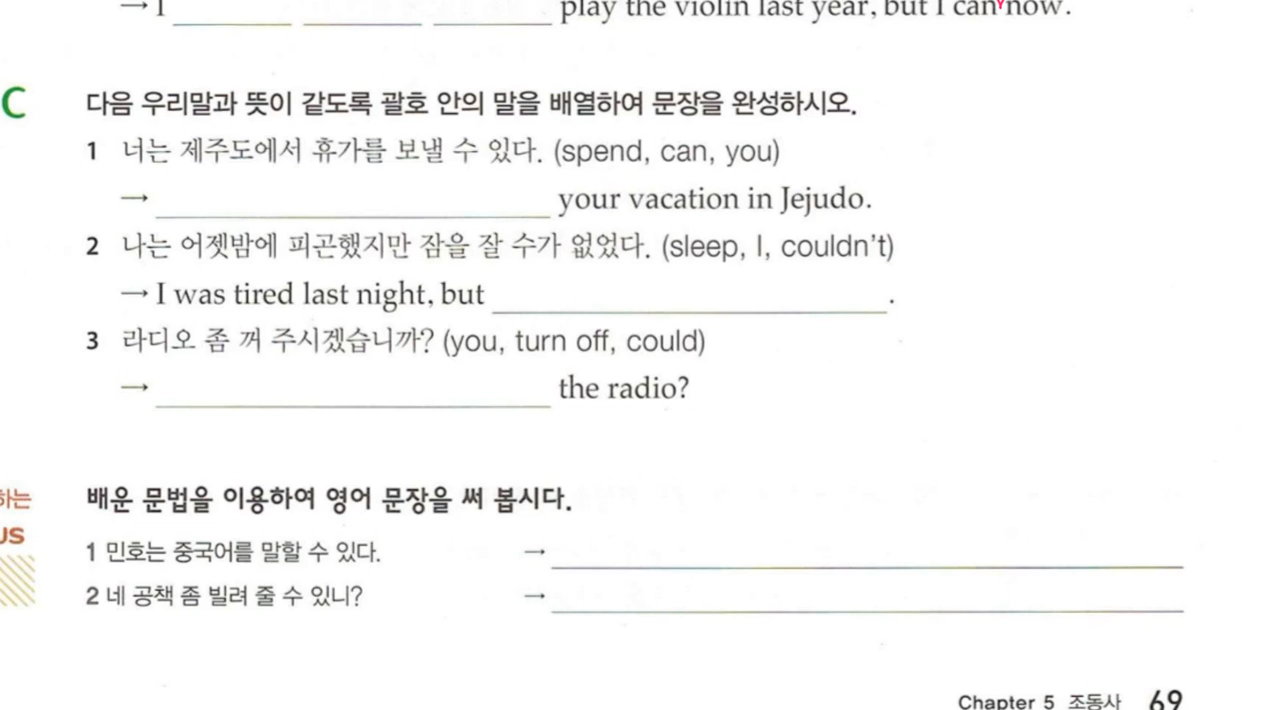 → I ______ ______ ______ play the violin last year, but I can now.
C 다음 우리말과 뜻이 같도록 괄호 안의 말을 배열하여 문장을 완성하시오.
1 너는 제주도에서 휴가를 보낼 수 있다. (spend, can, you)
→ ______ your vacation in Jejudo.
2 나는 어젯밤에 피곤했지만 잠을 잘 수가 없었다. (sleep, I, couldn't)
→ I was tired last night, but ______.
3 라디오 좀 꺼 주시겠습니까? (you, turn off, could)
→ ______ the radio?
하는 배운 문법을 이용하여 영어 문장을 써 봅시다.
US
1 민호는 중국어를 말할 수 있다. → ______
2 네 공책 좀 빌려 줄 수 있니? → ______
Chapter 5 조동사 69